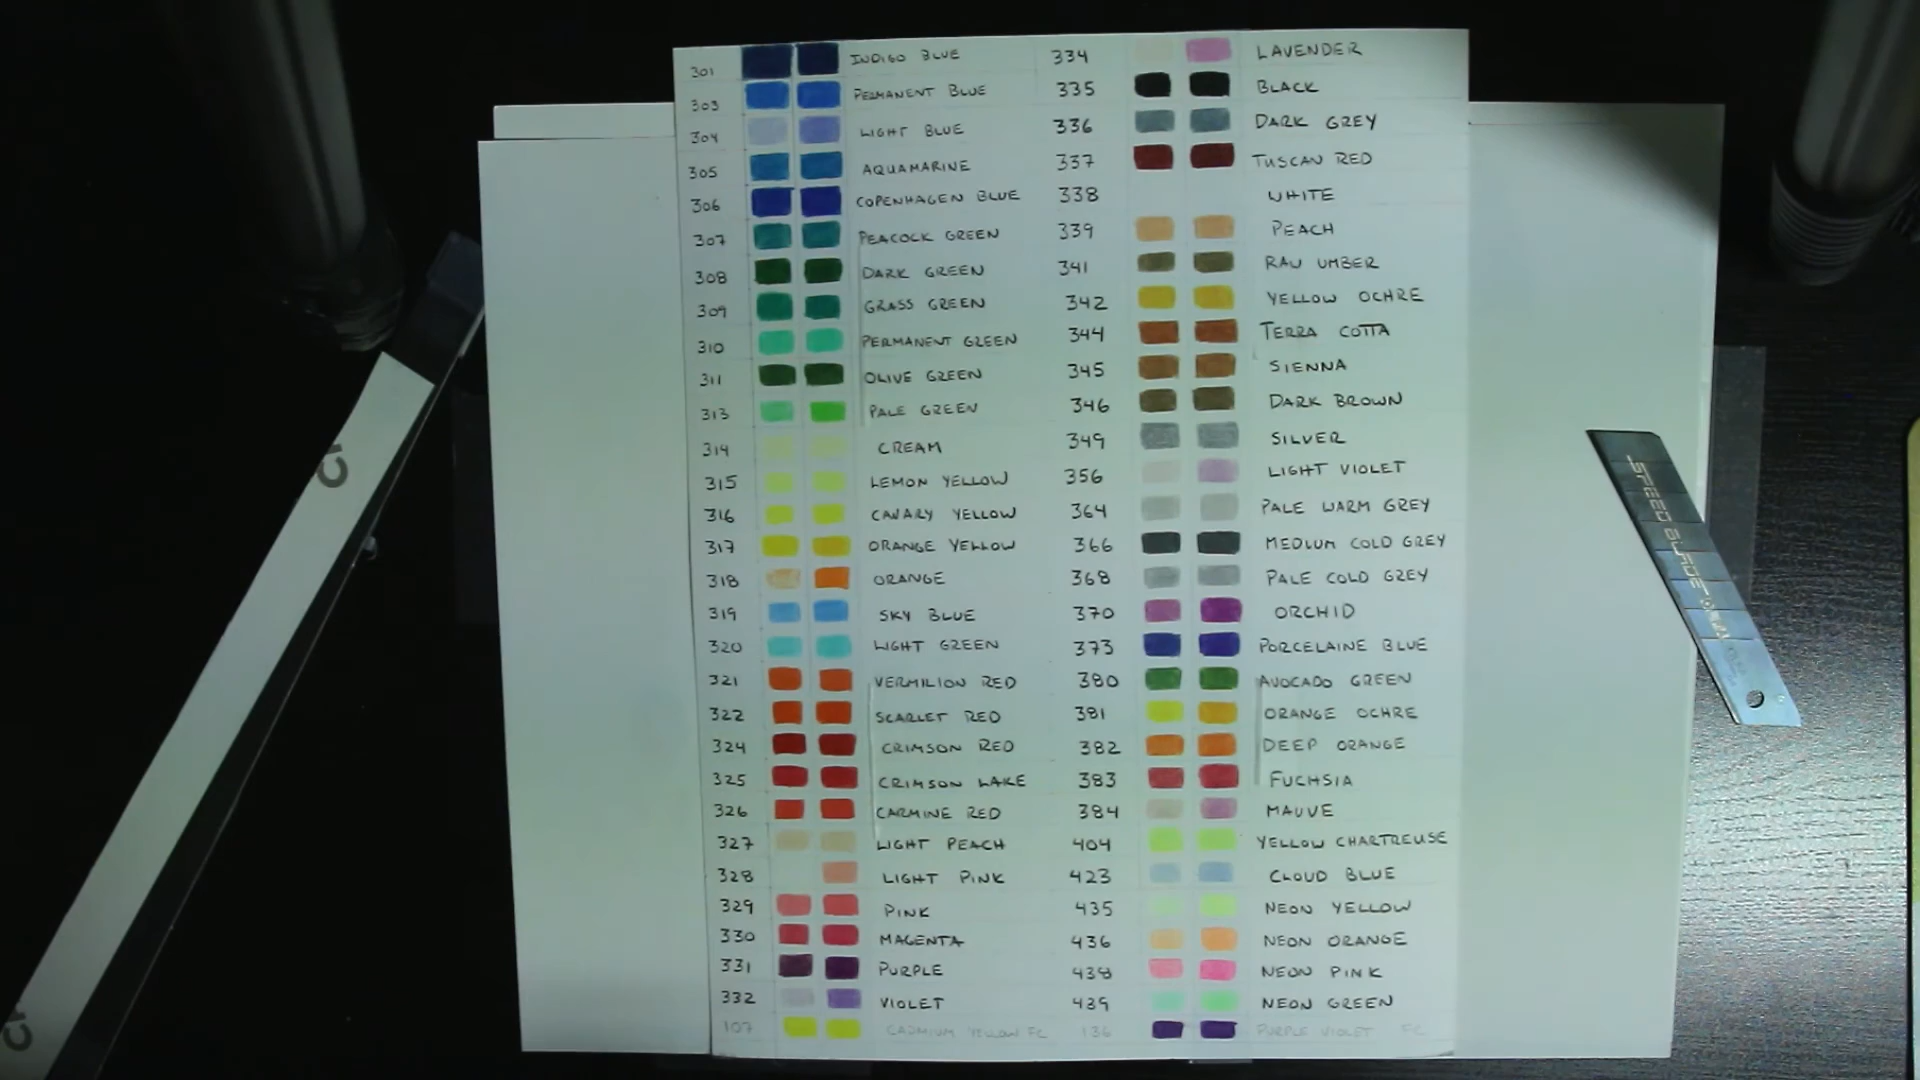 301 INDIGO BLUE 334 LAVENDER
303 PERMANENT BLUE 335 BLACK
304 LIGHT BLUE 336 DARK GREY
305 AQUAMARINE 337 TUSCAN RED
306 COPENHAGEN BLUE 338 WHITE
307 PEACOCK GREEN 339 PEACH
308 DARK GREEN 341 RAW UMBER
309 GRASS GREEN 342 YELLOW OCHRE
310 PERMANENT GREEN 344 TERRA COTTA
311 OLIVE GREEN 345 SIENNA
313 PALE GREEN 346 DARK BROWN
314 CREAM 349 SILVER
315 LEMON YELLOW 356 LIGHT VIOLET
316 CANARY YELLOW 364 PALE WARM GREY
317 ORANGE YELLOW 366 MEDIUM COLD GREY
318 ORANGE 368 PALE COLD GREY
319 SKY BLUE 370 ORCHID
320 LIGHT GREEN 373 PORCELAINE BLUE
321 VERMILION RED 380 AVOCADO GREEN
322 SCARLET RED 381 ORANGE OCHRE
324 CRIMSON RED 382 DEEP ORANGE
325 CRIMSON LAKE 383 FUCHSIA
326 CARMINE RED 384 MAUVE
327 LIGHT PEACH 404 YELLOW CHARTREUSE
328 LIGHT PINK 423 CLOUD BLUE
329 PINK 435 NEON YELLOW
330 MAGENTA 436 NEON ORANGE
331 PURPLE 438 NEON PINK
332 VIOLET 439 NEON GREEN
107 CADMIUM YELLOW FC 136 PURPLE VIOLET FC
SPEED BLADE